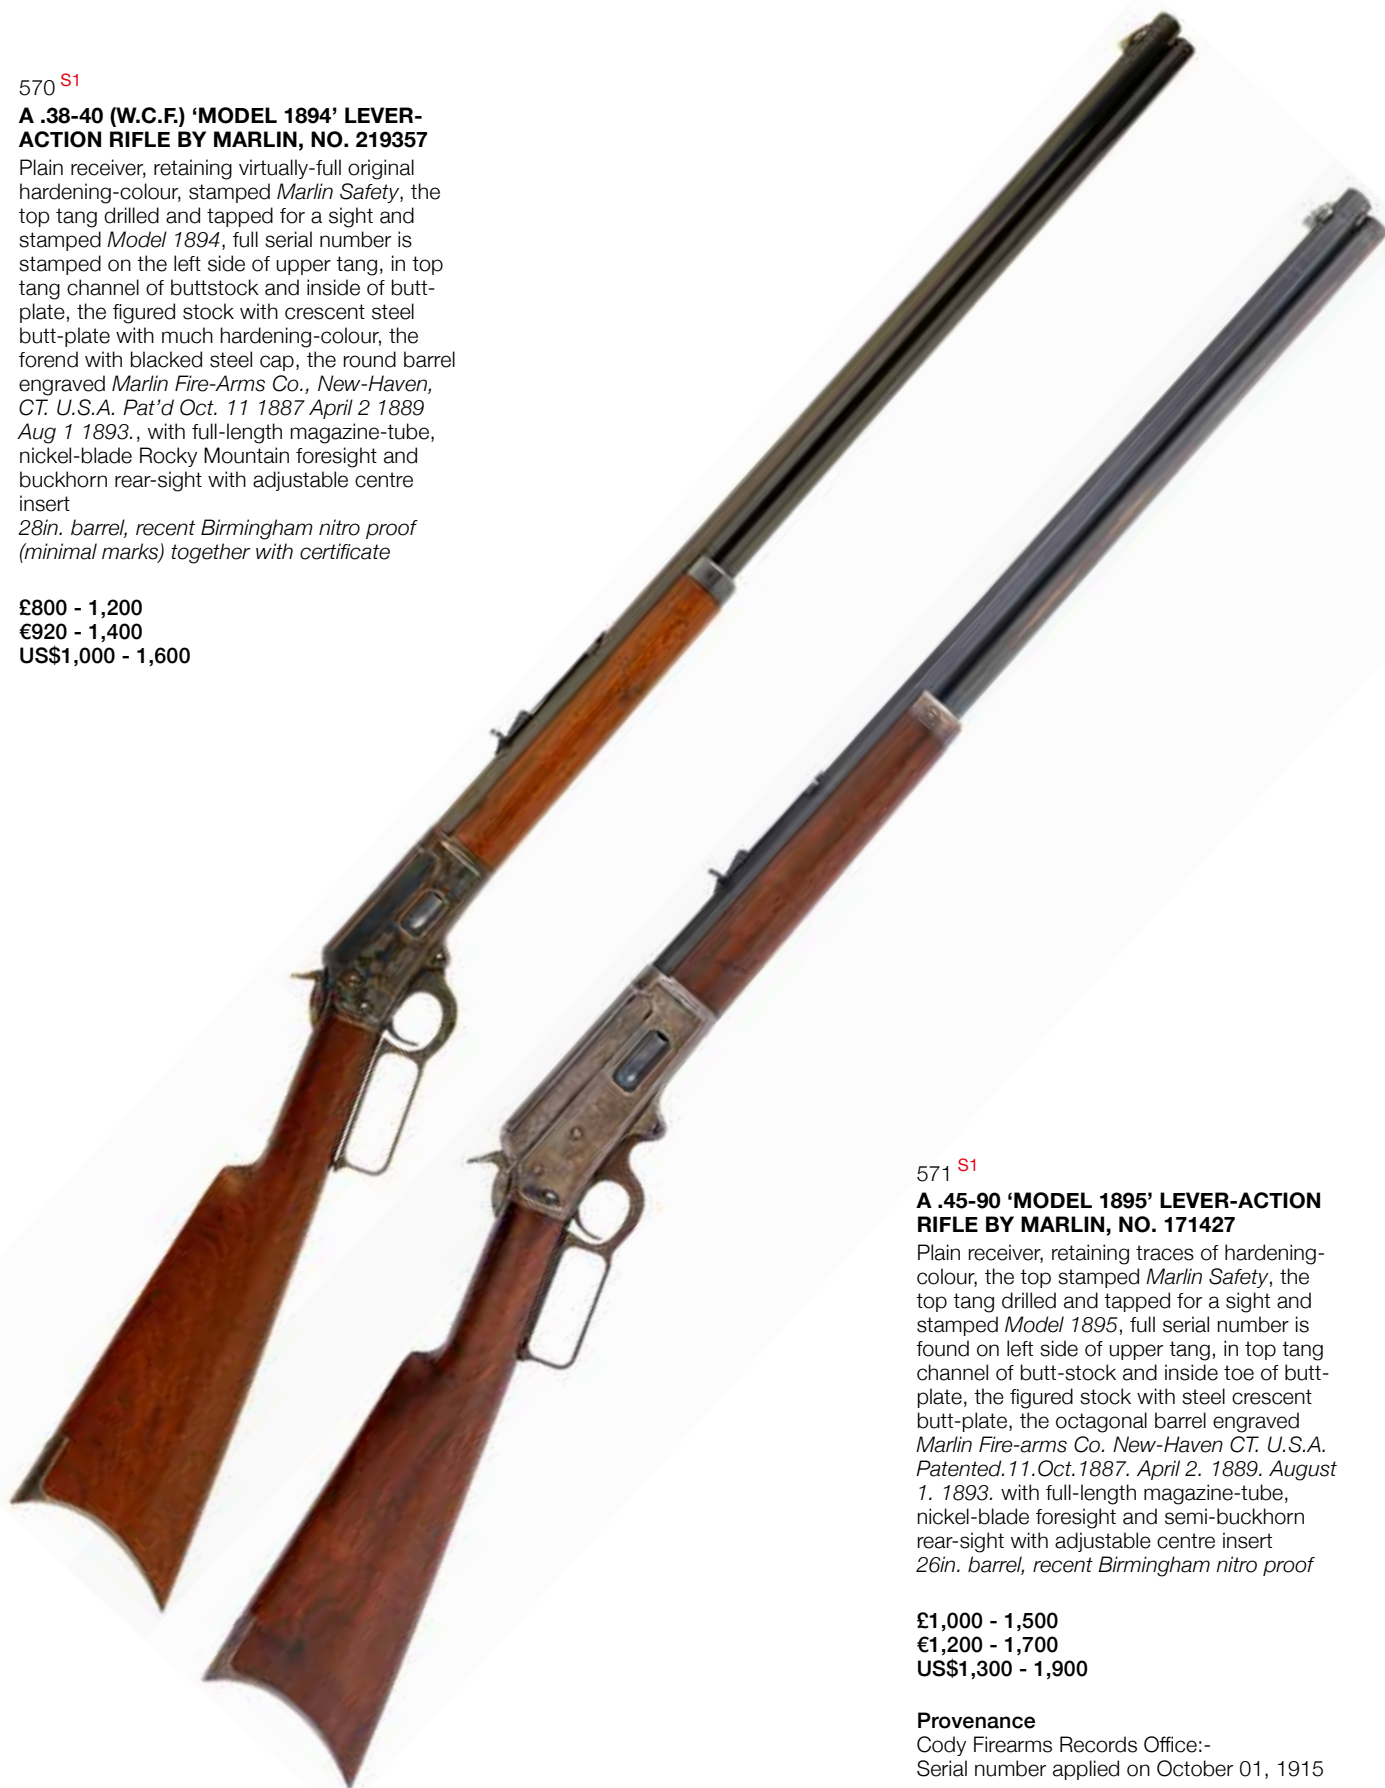 570 S1
A .38-40 (W.C.F.) ‘MODEL 1894’ LEVER-
ACTION RIFLE BY MARLIN, NO. 219357
Plain receiver, retaining virtually-full original
hardening-colour, stamped Marlin Safety, the
top tang drilled and tapped for a sight and
stamped Model 1894, full serial number is
stamped on the left side of upper tang, in top
tang channel of buttstock and inside of butt-
plate, the figured stock with crescent steel
butt-plate with much hardening-colour, the
forend with blacked steel cap, the round barrel
engraved Marlin Fire-Arms Co., New-Haven,
CT. U.S.A. Pat’d Oct. 11 1887 April 2 1889
Aug 1 1893., with full-length magazine-tube,
nickel-blade Rocky Mountain foresight and
buckhorn rear-sight with adjustable centre
insert
28in. barrel, recent Birmingham nitro proof
(minimal marks) together with certificate
£800 - 1,200
€920 - 1,400
US$1,000 - 1,600
571 S1
A .45-90 ‘MODEL 1895’ LEVER-ACTION
RIFLE BY MARLIN, NO. 171427
Plain receiver, retaining traces of hardening-
colour, the top stamped Marlin Safety, the
top tang drilled and tapped for a sight and
stamped Model 1895, full serial number is
found on left side of upper tang, in top tang
channel of butt-stock and inside toe of butt-
plate, the figured stock with steel crescent
butt-plate, the octagonal barrel engraved
Marlin Fire-arms Co. New-Haven CT. U.S.A.
Patented.11.Oct.1887. April 2. 1889. August
1. 1893. with full-length magazine-tube,
nickel-blade foresight and semi-buckhorn
rear-sight with adjustable centre insert
26in. barrel, recent Birmingham nitro proof
£1,000 - 1,500
€1,200 - 1,700
US$1,300 - 1,900
Provenance
Cody Firearms Records Office:-
Serial number applied on October 01, 1915